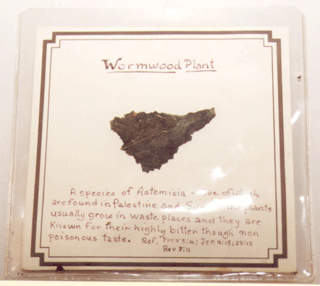 Wormwood Plant
A species of Artemisia - five of which
are found in Palestine and plants
usually grow in waste places and they are
Known for their highly bitter though non
poisonous taste. Ref, Prov 5:4; Jer 9:15; 23:15
Rev 8:11